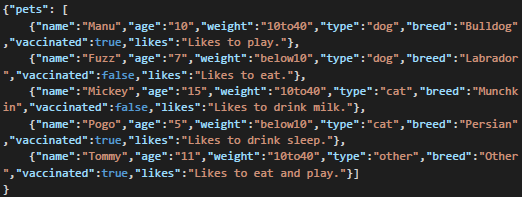 {"pets": [
    {"name":"Manu","age":"10","weight":"10to40","type":"dog","breed":"Bulldog"
,"vaccinated":true,"likes":"Likes to play."},
    {"name":"Fuzz","age":"7","weight":"below10","type":"dog","breed":"Labrador
","vaccinated":false,"likes":"Likes to eat."},
    {"name":"Mickey","age":"15","weight":"10to40","type":"cat","breed":"Munchk
in","vaccinated":false,"likes":"Likes to drink milk."},
    {"name":"Pogo","age":"5","weight":"below10","type":"cat","breed":"Persian"
,"vaccinated":true,"likes":"Likes to drink sleep."},
    {"name":"Tommy","age":"11","weight":"10to40","type":"other","breed":"Other
","vaccinated":true,"likes":"Likes to eat and play."}]
}